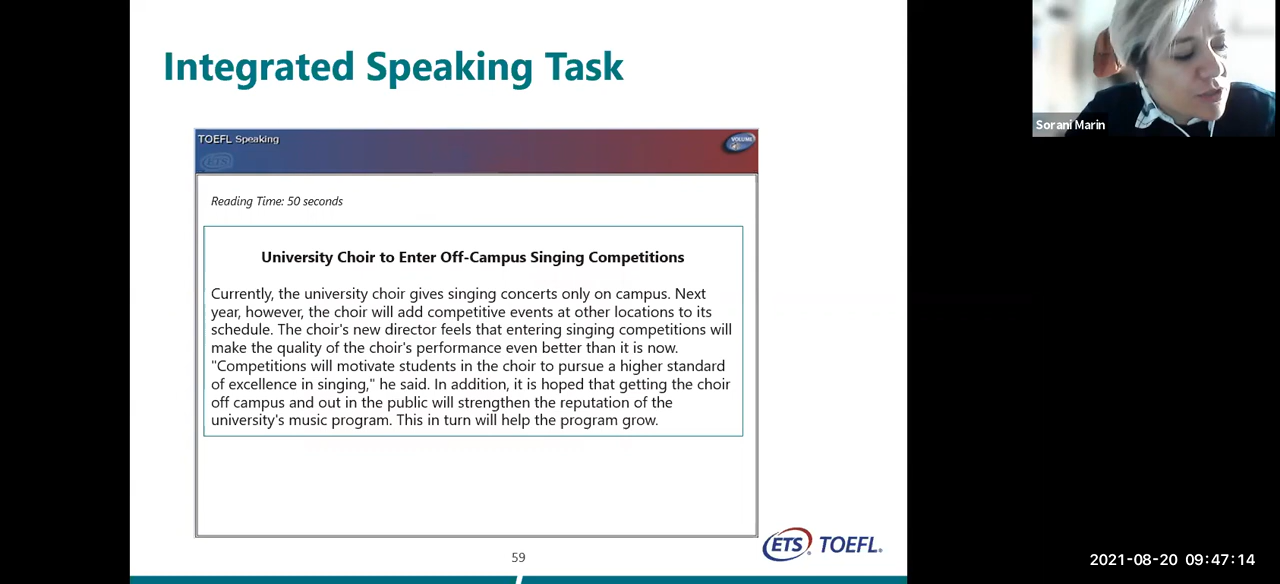 Integrated Speaking Task
TOEFL Speaking
VOLUME
ETS
Reading Time: 50 seconds
University Choir to Enter Off-Campus Singing Competitions
Currently, the university choir gives singing concerts only on campus. Next
year, however, the choir will add competitive events at other locations to its
schedule. The choir's new director feels that entering singing competitions will
make the quality of the choir's performance even better than it is now.
"Competitions will motivate students in the choir to pursue a higher standard
of excellence in singing," he said. In addition, it is hoped that getting the choir
off campus and out in the public will strengthen the reputation of the
university's music program. This in turn will help the program grow.
59
ETS TOEFL.
Sorani Marin
2021-08-20 09:47:14